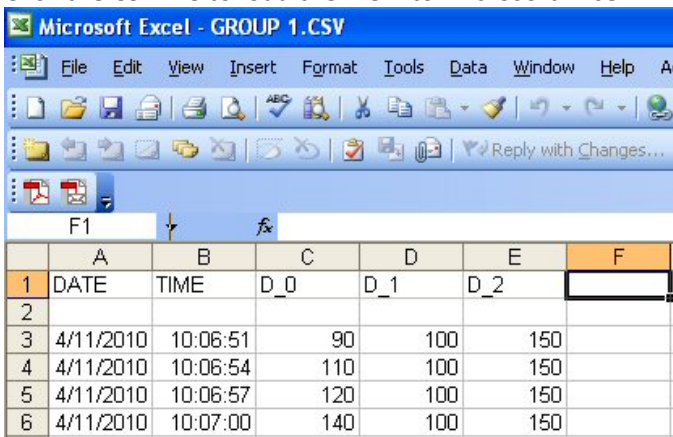 Microsoft Excel - GROUP 1.CSV
File Edit View Insert Format Tools Data Window Help
ABC
Reply with Changes...
F1 fx
A B C D E F
1 DATE TIME D_0 D_1 D_2
2
3 4/11/2010 10:06:51 90 100 150
4 4/11/2010 10:06:54 110 100 150
5 4/11/2010 10:06:57 120 100 150
6 4/11/2010 10:07:00 140 100 150